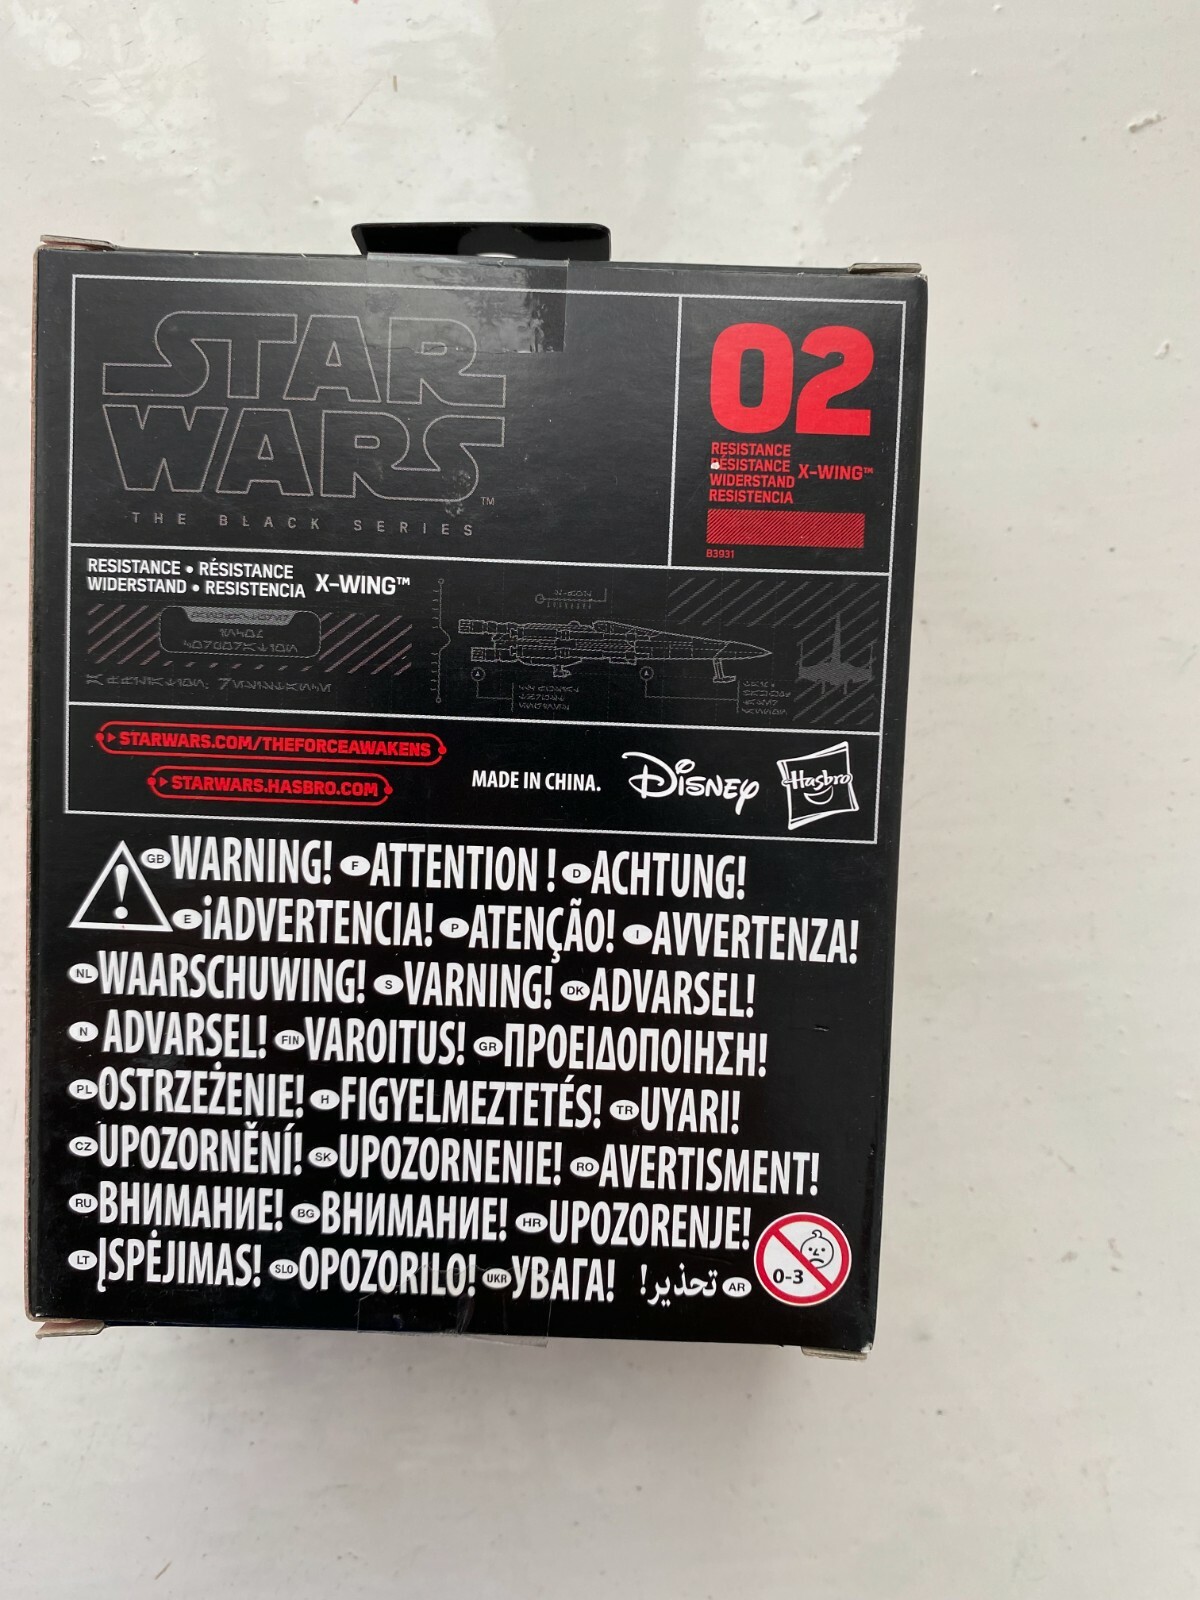 STAR
WARS™
THE BLACK SERIES
02
RESISTANCE
RÉSISTANCE
WIDERSTAND
RESISTENCIA
X-WING™
B3931
RESISTANCE • RÉSISTANCE
WIDERSTAND • RESISTENCIA
X-WING™
STARWARS.COM/THEFORCEAWAKENS
STARWARS.HASBRO.COM
MADE IN CHINA.
Disney
Hasbro
GB WARNING! F ATTENTION ! D ACHTUNG!
E ¡ADVERTENCIA! P ATENÇÃO! I AVVERTENZA!
NL WAARSCHUWING! S VARNING! DK ADVARSEL!
N ADVARSEL! FIN VAROITUS! GR ΠΡΟΕΙΔΟΠΟΙΗΣΗ!
PL OSTRZEŻENIE! H FIGYELMEZTETÉS! TR UYARI!
CZ UPOZORNĚNÍ! SK UPOZORNENIE! RO AVERTISMENT!
RU ВНИМАНИЕ! BG ВНИМАНИЕ! HR UPOZORENJE!
LT ĮSPĖJIMAS! SLO OPOZORILO! UKR УВАГА! تحذير! AR
0-3